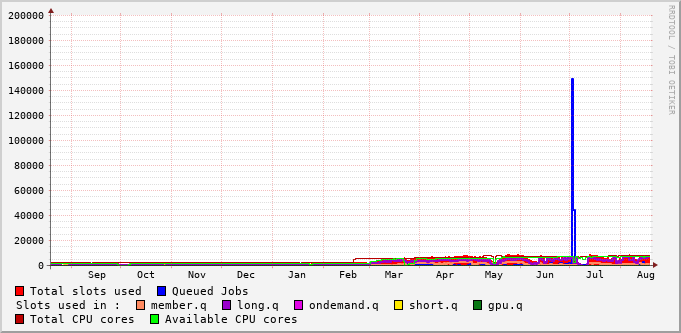 200000
180000
160000
140000
120000
100000
80000
60000
40000
20000
0
Sep Oct Nov Dec Jan Feb Mar Apr May Jun Jul Aug
RRDTOOL / TOBI OETIKER
Total slots used Queued Jobs
Slots used in : member.q long.q ondemand.q short.q gpu.q
Total CPU cores Available CPU cores